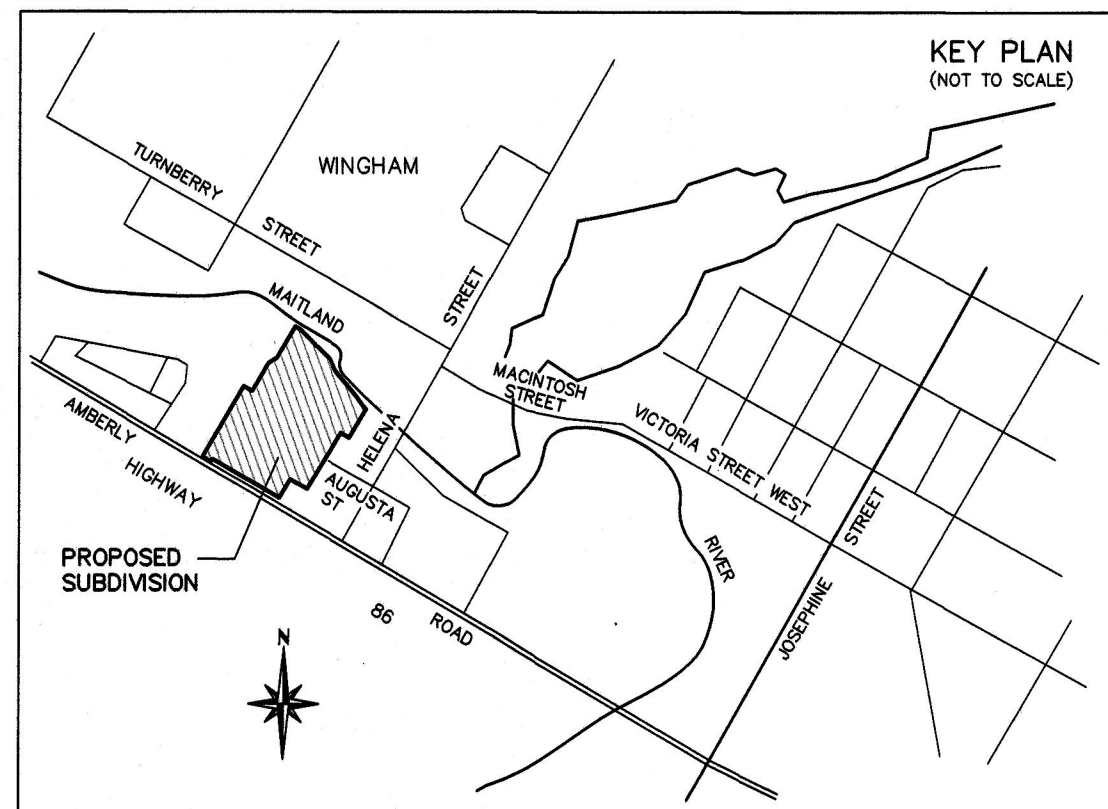 KEY PLAN
(NOT TO SCALE)
WINGHAM
TURNBERRY
STREET
STREET
MAITLAND
MACINTOSH
STREET
VICTORIA STREET WEST
HELENA
AMBERLY
HIGHWAY
AUGUSTA
ST
STREET
RIVER
PROPOSED
SUBDIVISION
86
ROAD
JOSEPHINE
N